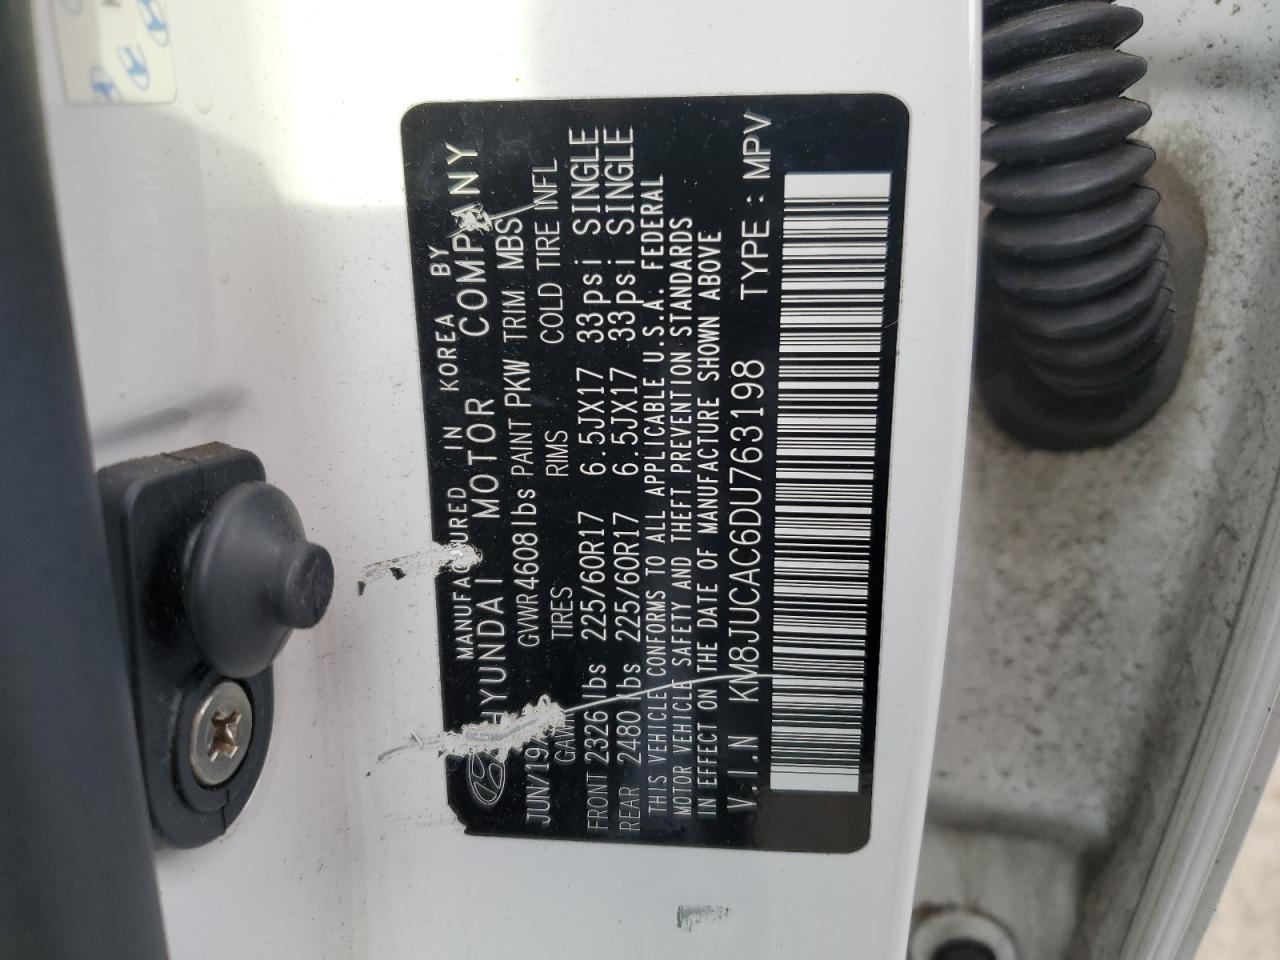 MANUFACTURED IN KOREA BY
HYUNDAI MOTOR COMPANY
JUN/19/ GVWR 4608 lbs PAINT PKW TRIM MBS
GAWR TIRES RIMS COLD TIRE INFL
FRONT 2326 lbs 225/60R17 6.5JX17 33psi SINGLE
REAR 2480 lbs 225/60R17 6.5JX17 33psi SINGLE
THIS VEHICLE CONFORMS TO ALL APPLICABLE U.S.A. FEDERAL
MOTOR VEHICLE SAFETY AND THEFT PREVENTION STANDARDS
IN EFFECT ON THE DATE OF MANUFACTURE SHOWN ABOVE
V.I.N KM8JUCAC6DU763198 TYPE : MPV